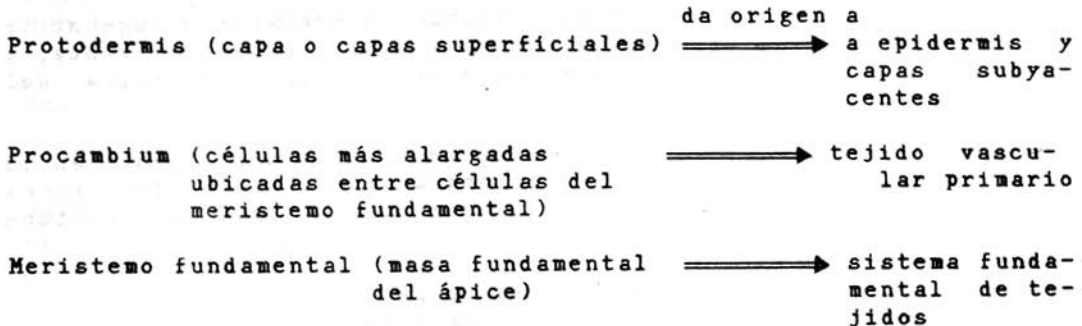 da origen a
Protodermis (capa o capas superficiales) a epidermis y
capas subya-
centes
Procambium (células más alargadas tejido vascu-
ubicadas entre células del lar primario
meristemo fundamental)
Meristemo fundamental (masa fundamental sistema funda-
del ápice) mental de te-
jidos